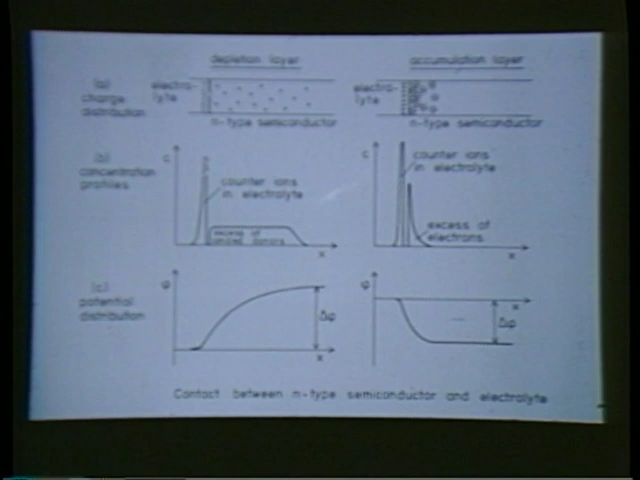 depletion layer
accumulation layer
(a)
charge
distribution
electro-
lyte
n-type semiconductor
electro-
lyte
n-type semiconductor
(b)
concentration
profiles
c
counter ions
in electrolyte
excess of
ionized donors
x
c
counter ions
in electrolyte
excess of
electrons
x
(c)
potential
distribution
φ
Δφ
x
φ
x
Δφ
Contact between n-type semiconductor and electrolyte